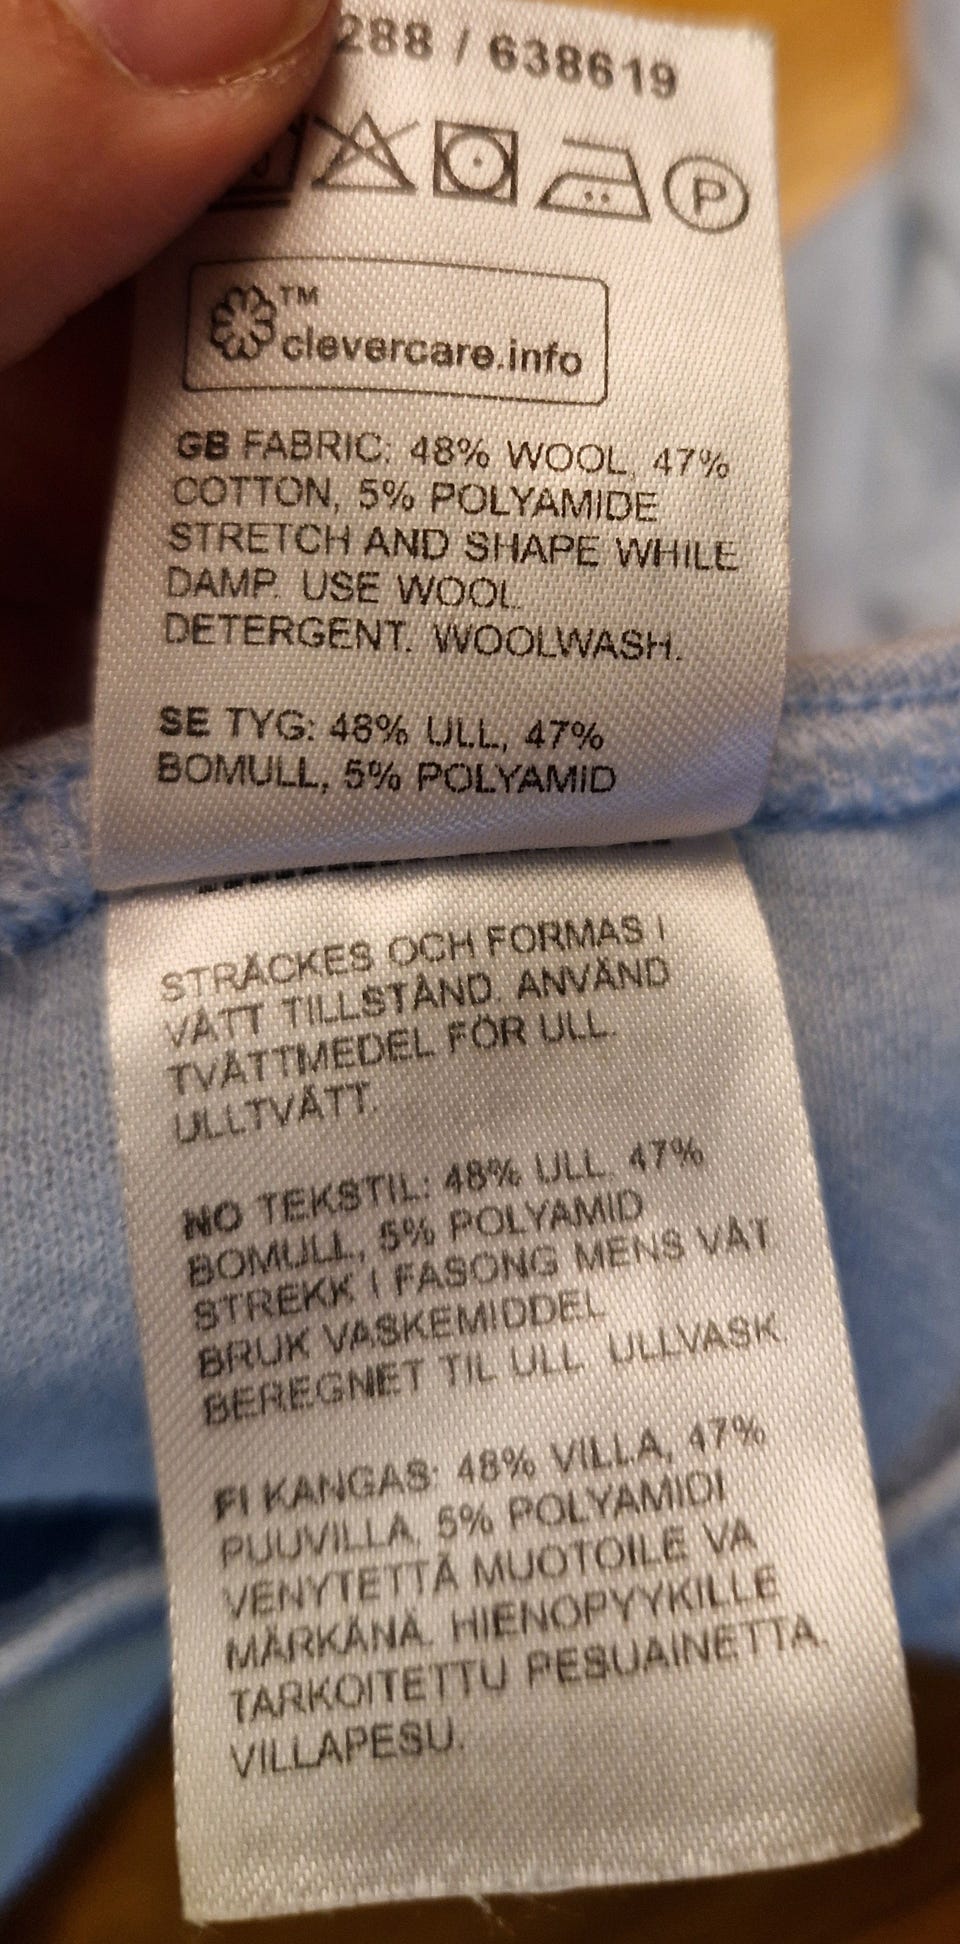 288 / 638619
P
TM
clevercare.info
GB FABRIC: 48% WOOL, 47%
COTTON, 5% POLYAMIDE
STRETCH AND SHAPE WHILE
DAMP. USE WOOL
DETERGENT. WOOLWASH.
SE TYG: 48% ULL, 47%
BOMULL, 5% POLYAMID
STRÄCKES OCH FORMAS I
VÅTT TILLSTÅND. ANVÄND
TVÄTTMEDEL FÖR ULL.
ULLTVÄTT.
NO TEKSTIL: 48% ULL, 47%
BOMULL, 5% POLYAMID
STREKK I FASONG MENS VÅT
BRUK VASKEMIDDEL
BEREGNET TIL ULL. ULLVASK.
FI KANGAS: 48% VILLA, 47%
PUUVILLA, 5% POLYAMIDI
VENYTETTÄ MUOTOILE VA
MÄRKÄNÄ. HIENOPYYKILLE
TARKOITETTU PESUAINETTA.
VILLAPESU.